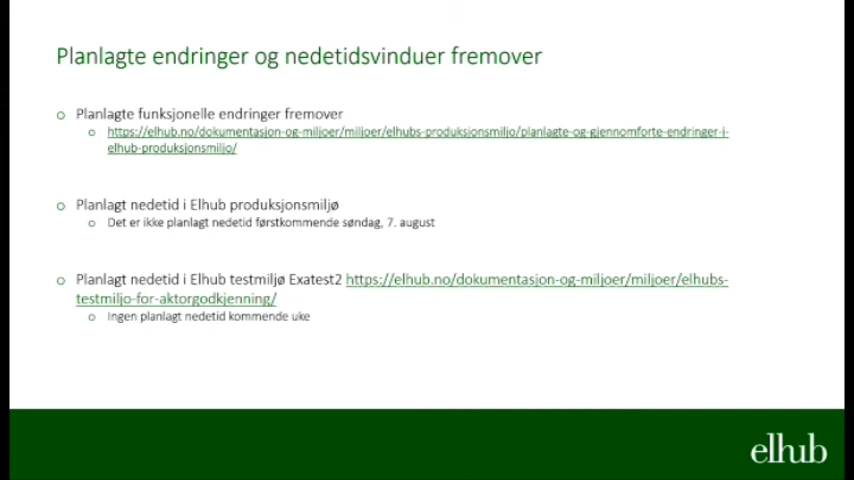 Planlagte endringer og nedetidsvinduer fremover
o Planlagte funksjonelle endringer fremover
o https://elhub.no/dokumentasjon-og-miljoer/miljoer/elhubs-produksjonsmiljo/planlagte-og-gjennomforte-endringer-i-
elhub-produksjonsmiljo/
o Planlagt nedetid i Elhub produksjonsmiljø
o Det er ikke planlagt nedetid førstkommende søndag, 7. august
o Planlagt nedetid i Elhub testmiljø Exatest2 https://elhub.no/dokumentasjon-og-miljoer/miljoer/elhubs-
testmiljo-for-aktorgodkjenning/
o Ingen planlagt nedetid kommende uke
elhub